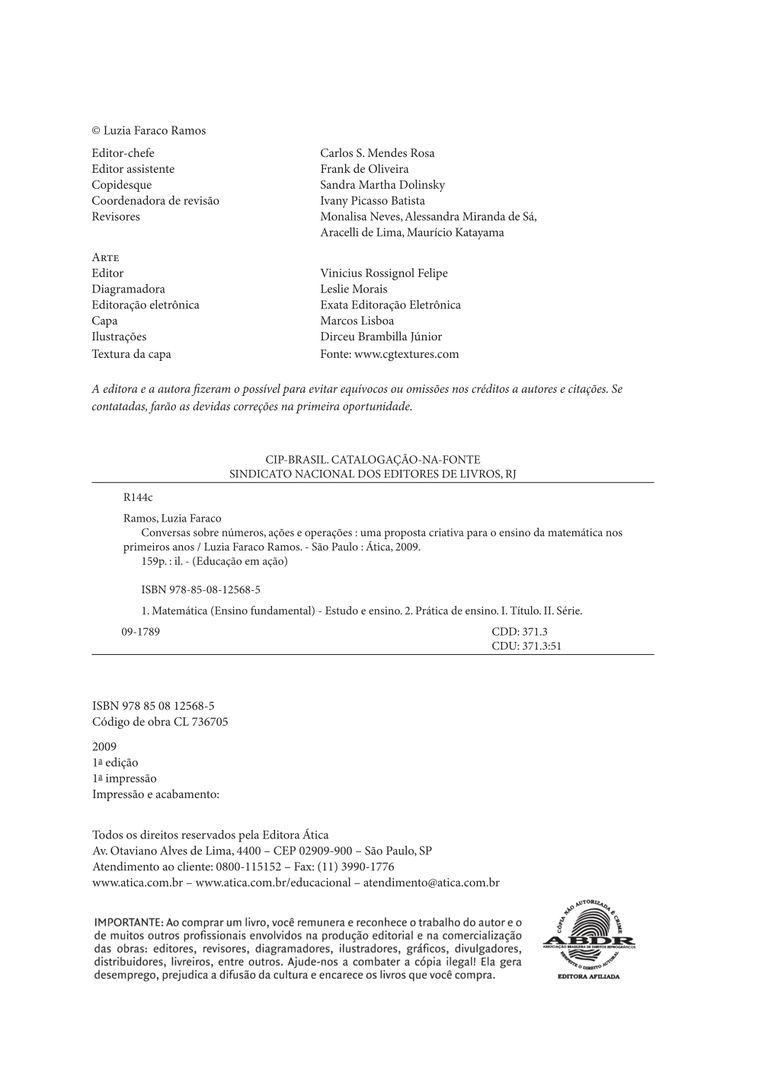 © Luzia Faraco Ramos
Editor-chefe Carlos S. Mendes Rosa
Editor assistente Frank de Oliveira
Copidesque Sandra Martha Dolinsky
Coordenadora de revisão Ivany Picasso Batista
Revisores Monalisa Neves, Alessandra Miranda de Sá,
Aracelli de Lima, Maurício Katayama
ARTE
Editor Vinicius Rossignol Felipe
Diagramadora Leslie Morais
Editoração eletrônica Exata Editoração Eletrônica
Capa Marcos Lisboa
Ilustrações Dirceu Brambilla Júnior
Textura da capa Fonte: www.cgtextures.com
A editora e a autora fizeram o possível para evitar equívocos ou omissões nos créditos a autores e citações. Se
contatadas, farão as devidas correções na primeira oportunidade.
CIP-BRASIL. CATALOGAÇÃO-NA-FONTE
SINDICATO NACIONAL DOS EDITORES DE LIVROS, RJ
R144c
Ramos, Luzia Faraco
Conversas sobre números, ações e operações : uma proposta criativa para o ensino da matemática nos
primeiros anos / Luzia Faraco Ramos. - São Paulo : Ática, 2009.
159p. : il. - (Educação em ação)
ISBN 978-85-08-12568-5
1. Matemática (Ensino fundamental) - Estudo e ensino. 2. Prática de ensino. I. Título. II. Série.
09-1789 CDD: 371.3
CDU: 371.3:51
ISBN 978 85 08 12568-5
Código de obra CL 736705
2009
1ª edição
1ª impressão
Impressão e acabamento:
Todos os direitos reservados pela Editora Ática
Av. Otaviano Alves de Lima, 4400 – CEP 02909-900 – São Paulo, SP
Atendimento ao cliente: 0800-115152 – Fax: (11) 3990-1776
www.atica.com.br – www.atica.com.br/educacional – atendimento@atica.com.br
IMPORTANTE: Ao comprar um livro, você remunera e reconhece o trabalho do autor e o
de muitos outros profissionais envolvidos na produção editorial e na comercialização
das obras: editores, revisores, diagramadores, ilustradores, gráficos, divulgadores,
distribuidores, livreiros, entre outros. Ajude-nos a combater a cópia ilegal! Ela gera
desemprego, prejudica a difusão da cultura e encarece os livros que você compra.
CÓPIA NÃO AUTORIZADA É CRIME
ABDR
ASSOCIAÇÃO BRASILEIRA DE DIREITOS REPROGRÁFICOS
RESPEITE O DIREITO AUTORAL
EDITORA AFILIADA